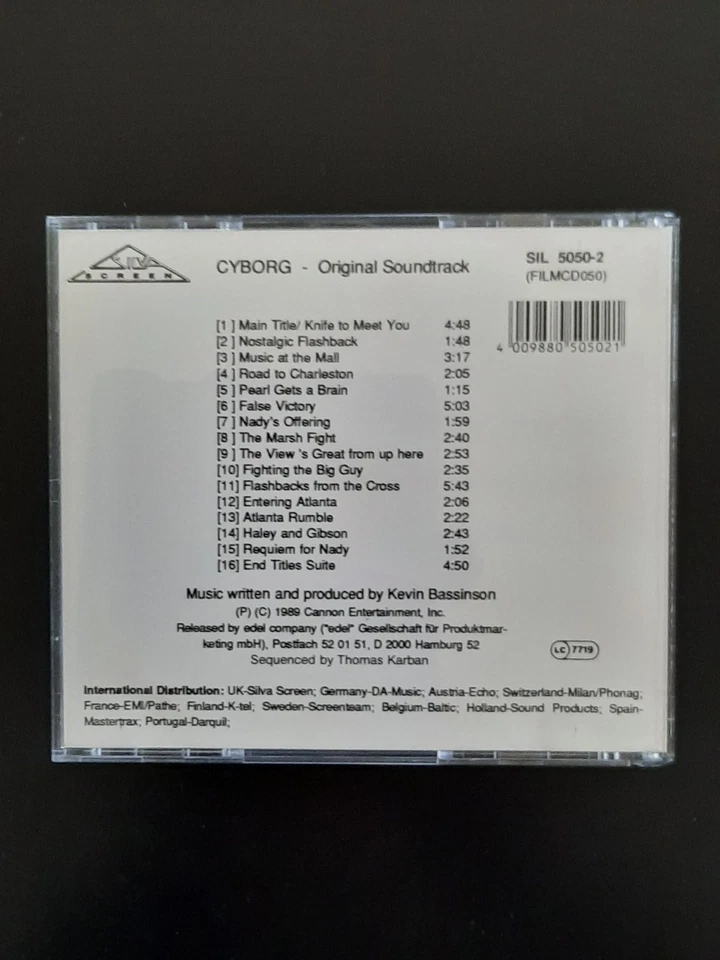 SILVA
SCREEN
CYBORG - Original Soundtrack
SIL 5050-2
(FILMCD050)
4 009880 505021
[1 ] Main Title/ Knife to Meet You 4:48
[2 ] Nostalgic Flashback 1:48
[3 ] Music at the Mall 3:17
[4 ] Road to Charleston 2:05
[5 ] Pearl Gets a Brain 1:15
[6 ] False Victory 5:03
[7 ] Nady's Offering 1:59
[8 ] The Marsh Fight 2:40
[9 ] The View 's Great from up here 2:53
[10] Fighting the Big Guy 2:35
[11] Flashbacks from the Cross 5:43
[12] Entering Atlanta 2:06
[13] Atlanta Rumble 2:22
[14] Haley and Gibson 2:43
[15] Requiem for Nady 1:52
[16] End Titles Suite 4:50
Music written and produced by Kevin Bassinson
(P) (C) 1989 Cannon Entertainment, Inc.
Released by edel company ("edel" Gesellschaft für Produktmar-
keting mbH), Postfach 52 01 51, D 2000 Hamburg 52
Sequenced by Thomas Karban
LC 7719
International Distribution: UK-Silva Screen; Germany-DA-Music; Austria-Echo; Switzerland-Milan/Phonag;
France-EMI/Pathe; Finland-K-tel; Sweden-Screenteam; Belgium-Baltic; Holland-Sound Products; Spain-
Mastertrax; Portugal-Darquil;